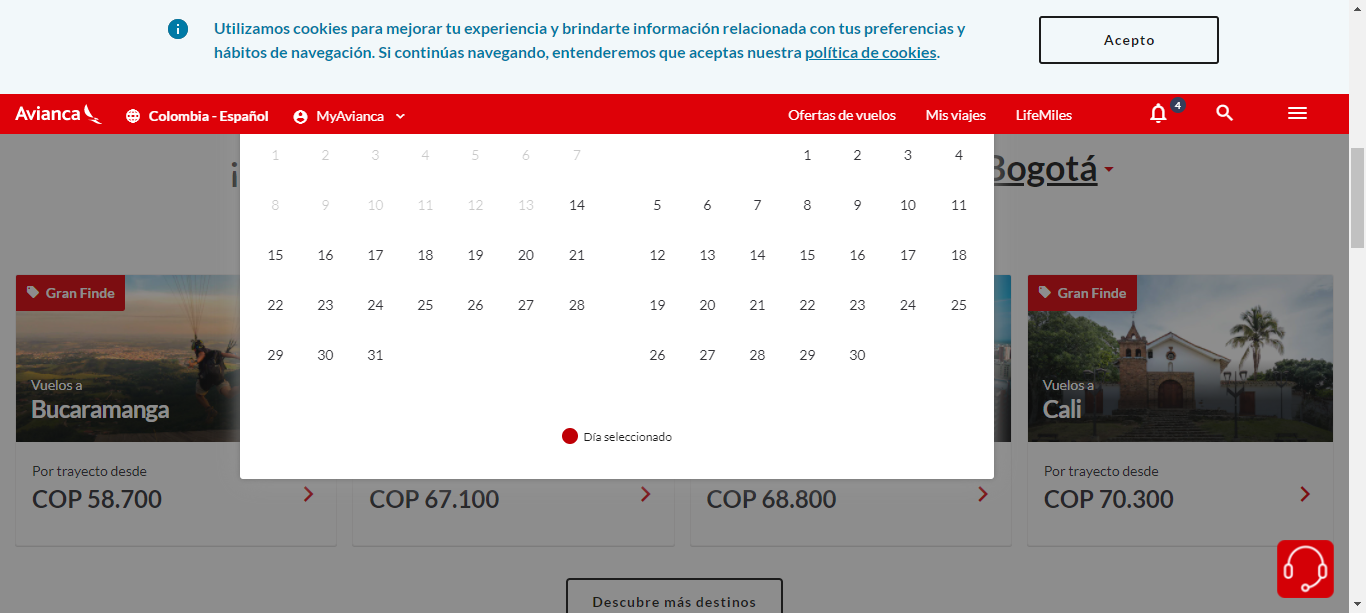 Utilizamos cookies para mejorar tu experiencia y brindarte información relacionada con tus preferencias y
hábitos de navegación. Si continúas navegando, entenderemos que aceptas nuestra política de cookies.
Acepto
Avianca Colombia - Español MyAvianca Ofertas de vuelos Mis viajes LifeMiles 4
1 2 3 4 5 6 7 1 2 3 4
Bogotá
8 9 10 11 12 13 14 5 6 7 8 9 10 11
15 16 17 18 19 20 21 12 13 14 15 16 17 18
22 23 24 25 26 27 28 19 20 21 22 23 24 25
29 30 31 26 27 28 29 30
Día seleccionado
Gran Finde
Vuelos a
Bucaramanga
Por trayecto desde
COP 58.700
COP 67.100
COP 68.800
Gran Finde
Vuelos a
Cali
Por trayecto desde
COP 70.300
Descubre más destinos